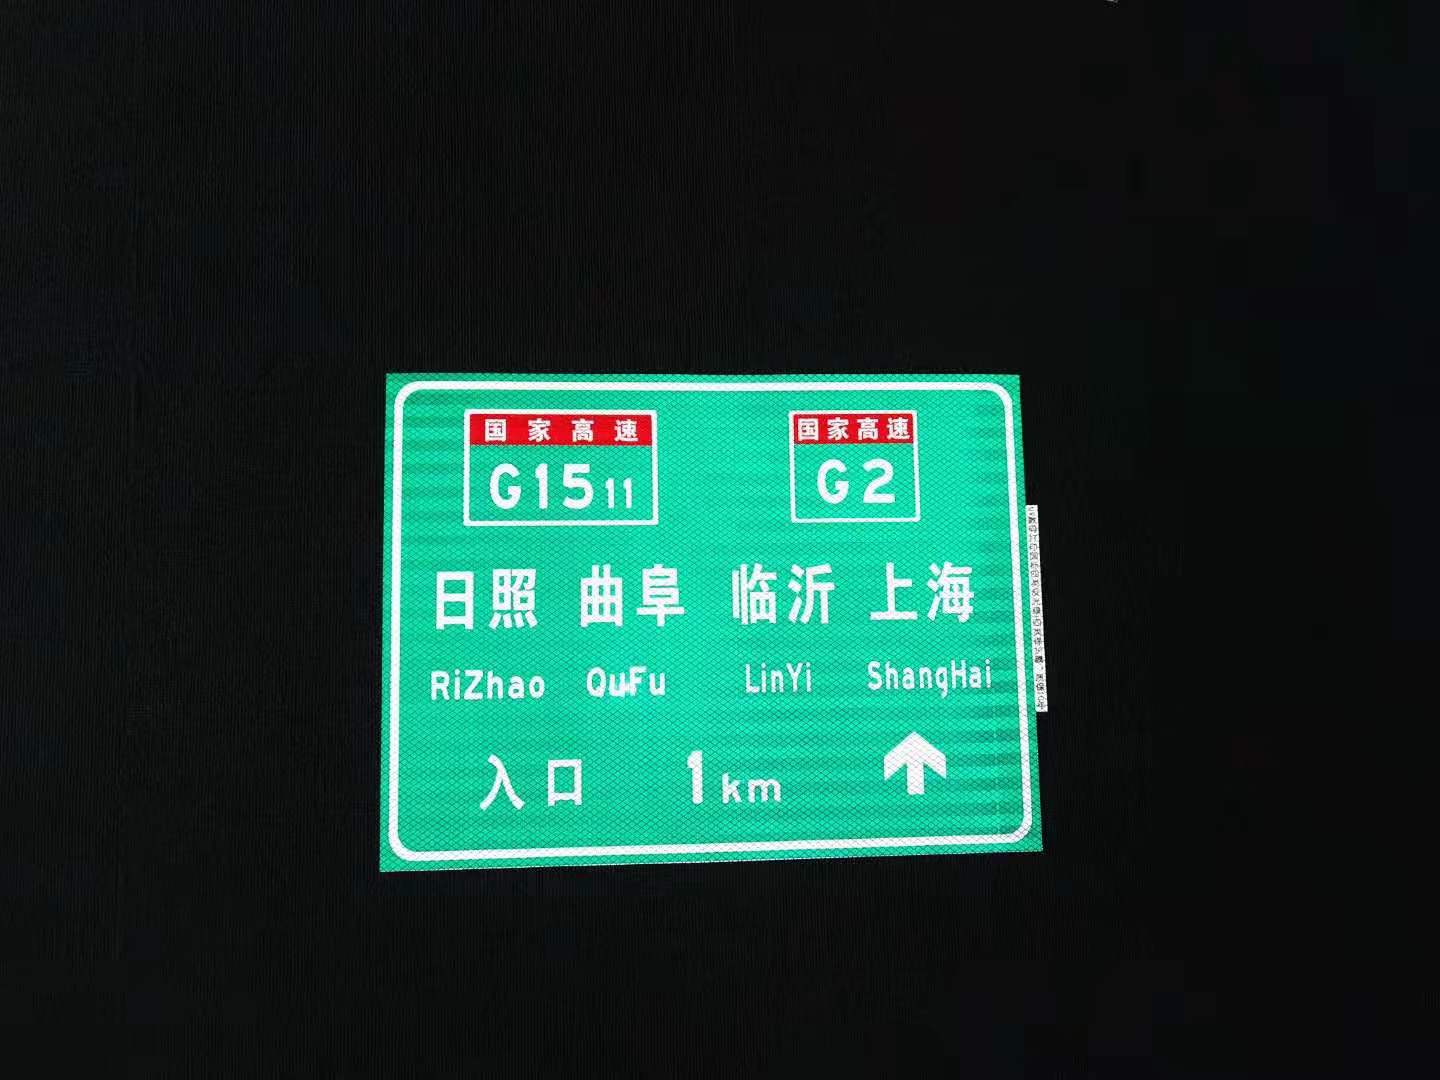 国家高速 国家高速
G1511 G2
日照 曲阜 临沂 上海
RiZhao QuFu LinYi ShangHai
入口 1km